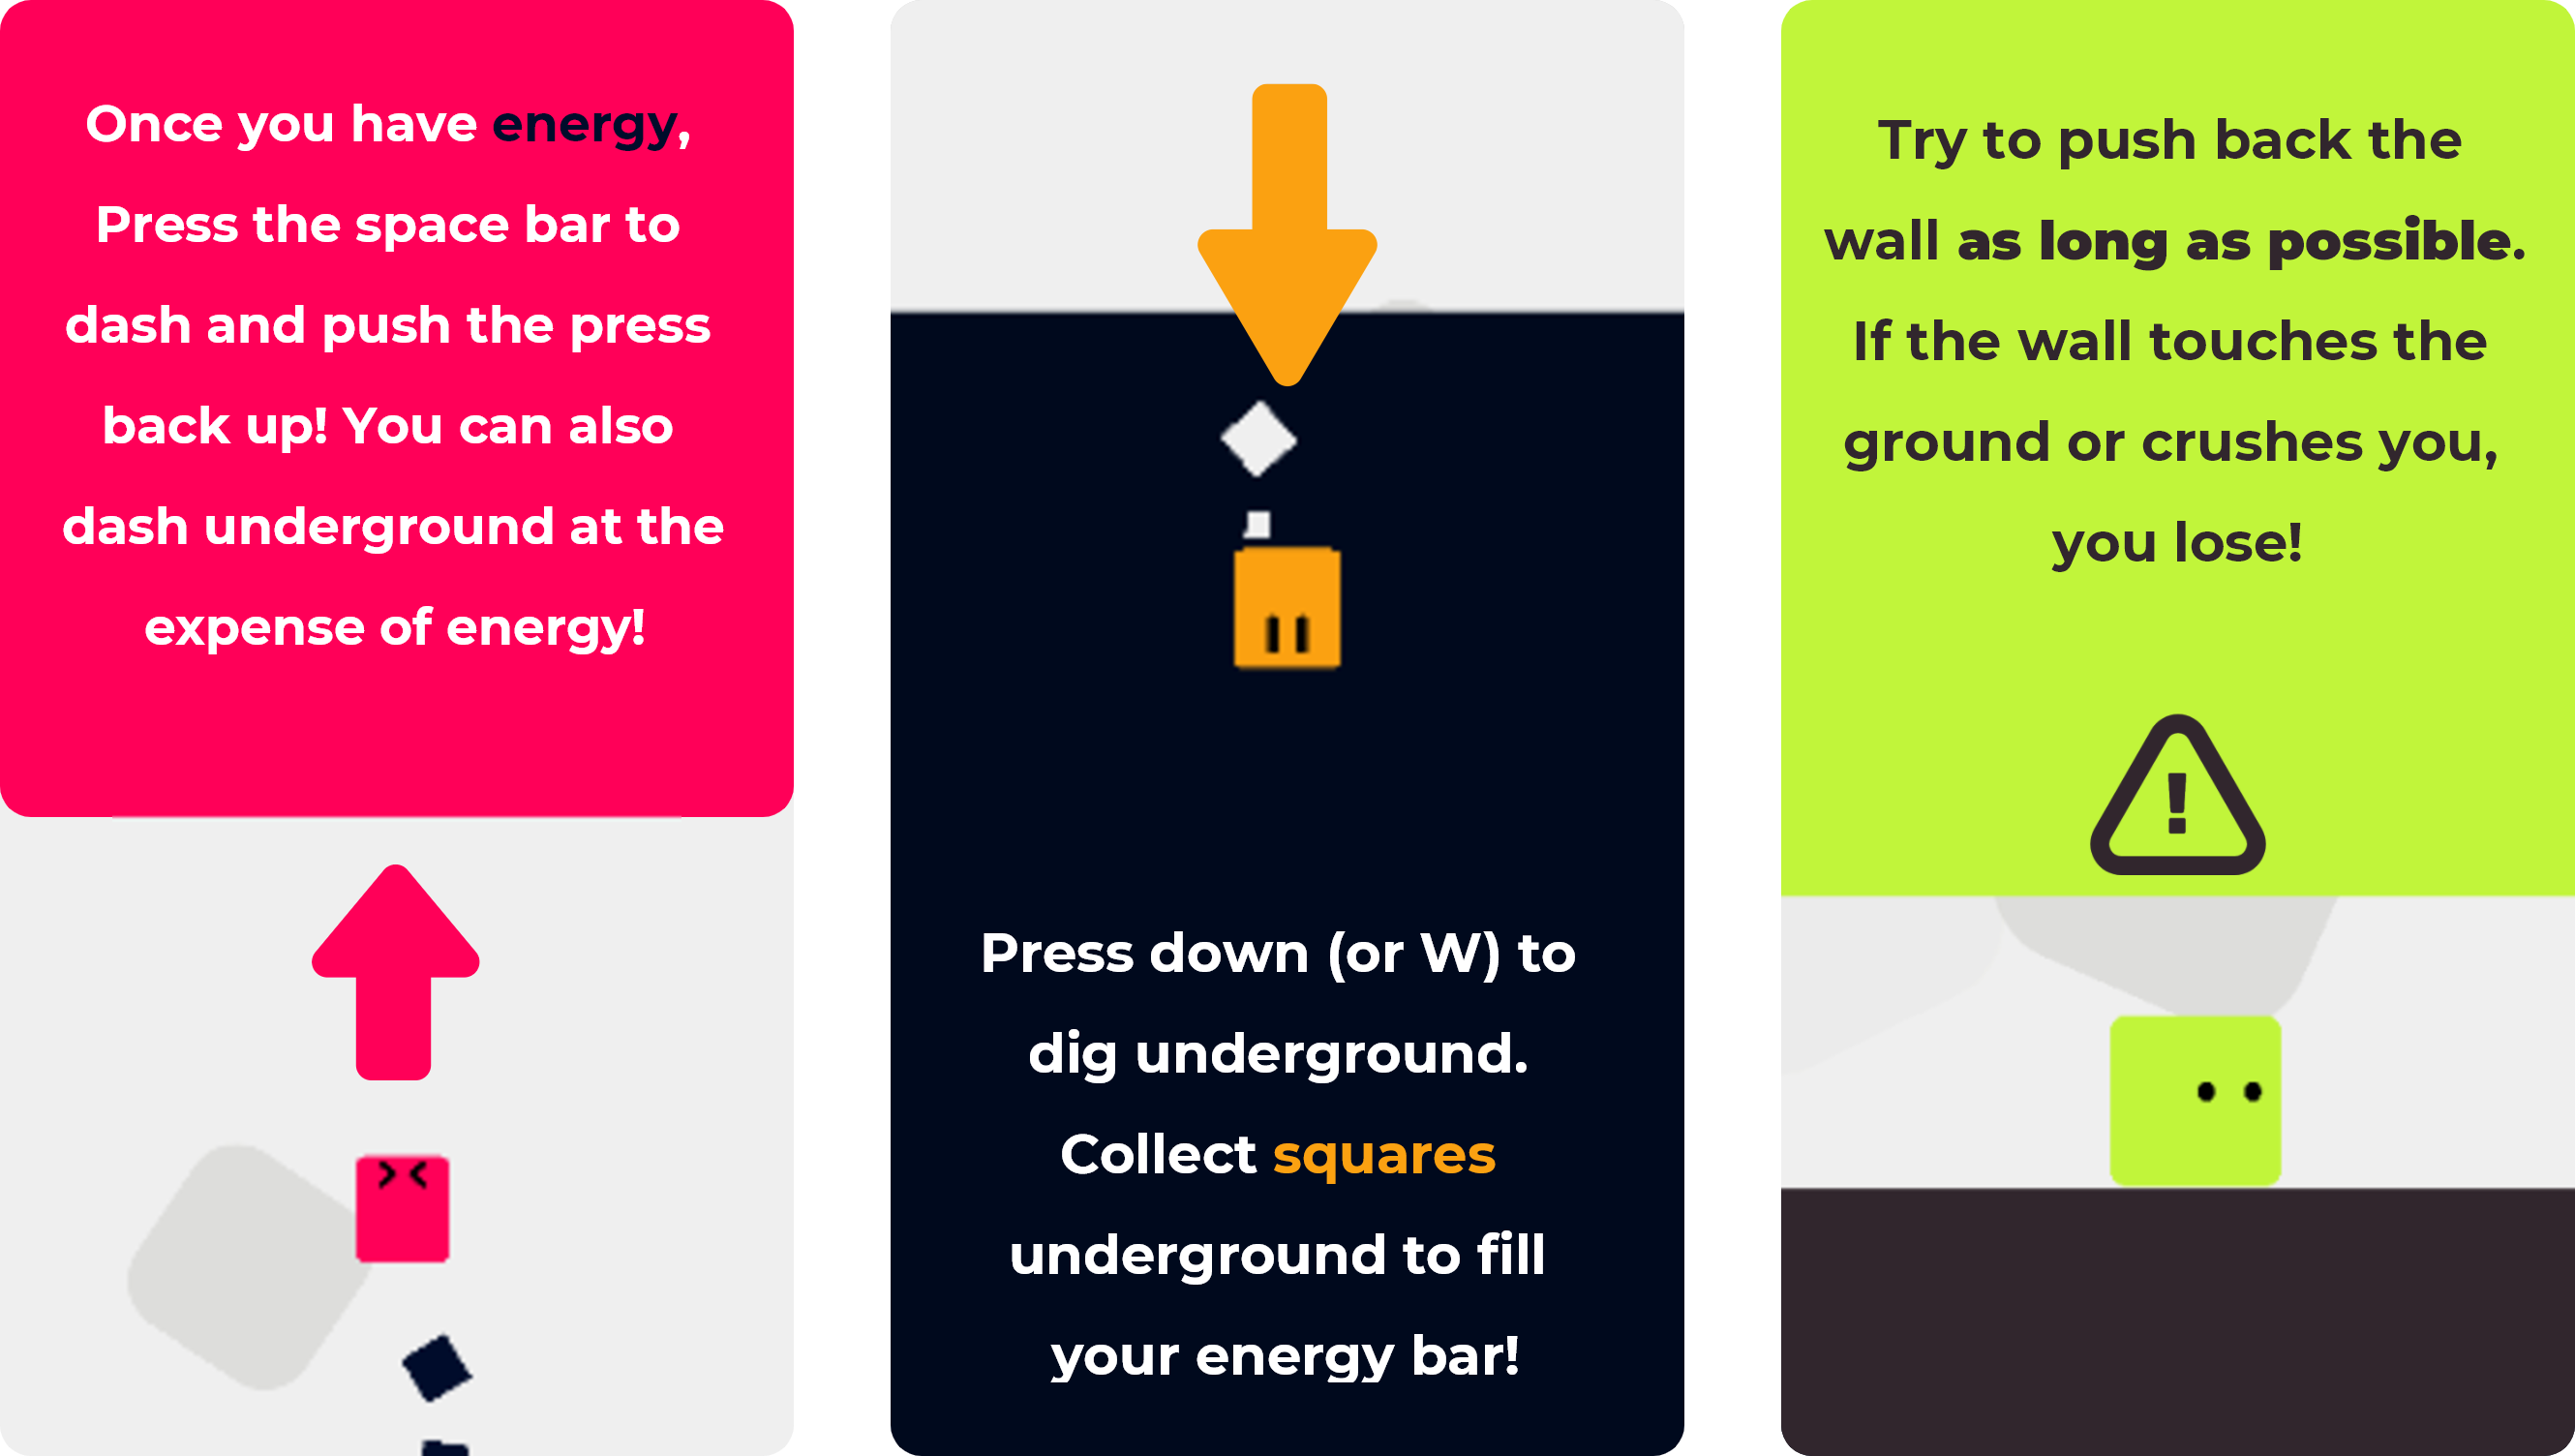 Once you have energy,
Press the space bar to
dash and push the press
back up! You can also
dash underground at the
expense of energy!
Press down (or W) to
dig underground.
Collect squares
underground to fill
your energy bar!
Try to push back the
wall as long as possible.
If the wall touches the
ground or crushes you,
you lose!
!